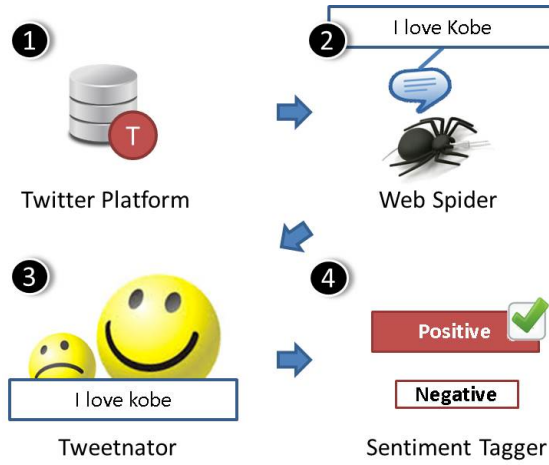 1
2
I love Kobe
T
Twitter Platform
Web Spider
3
4
Positive
I love kobe
Negative
Tweetnator
Sentiment Tagger